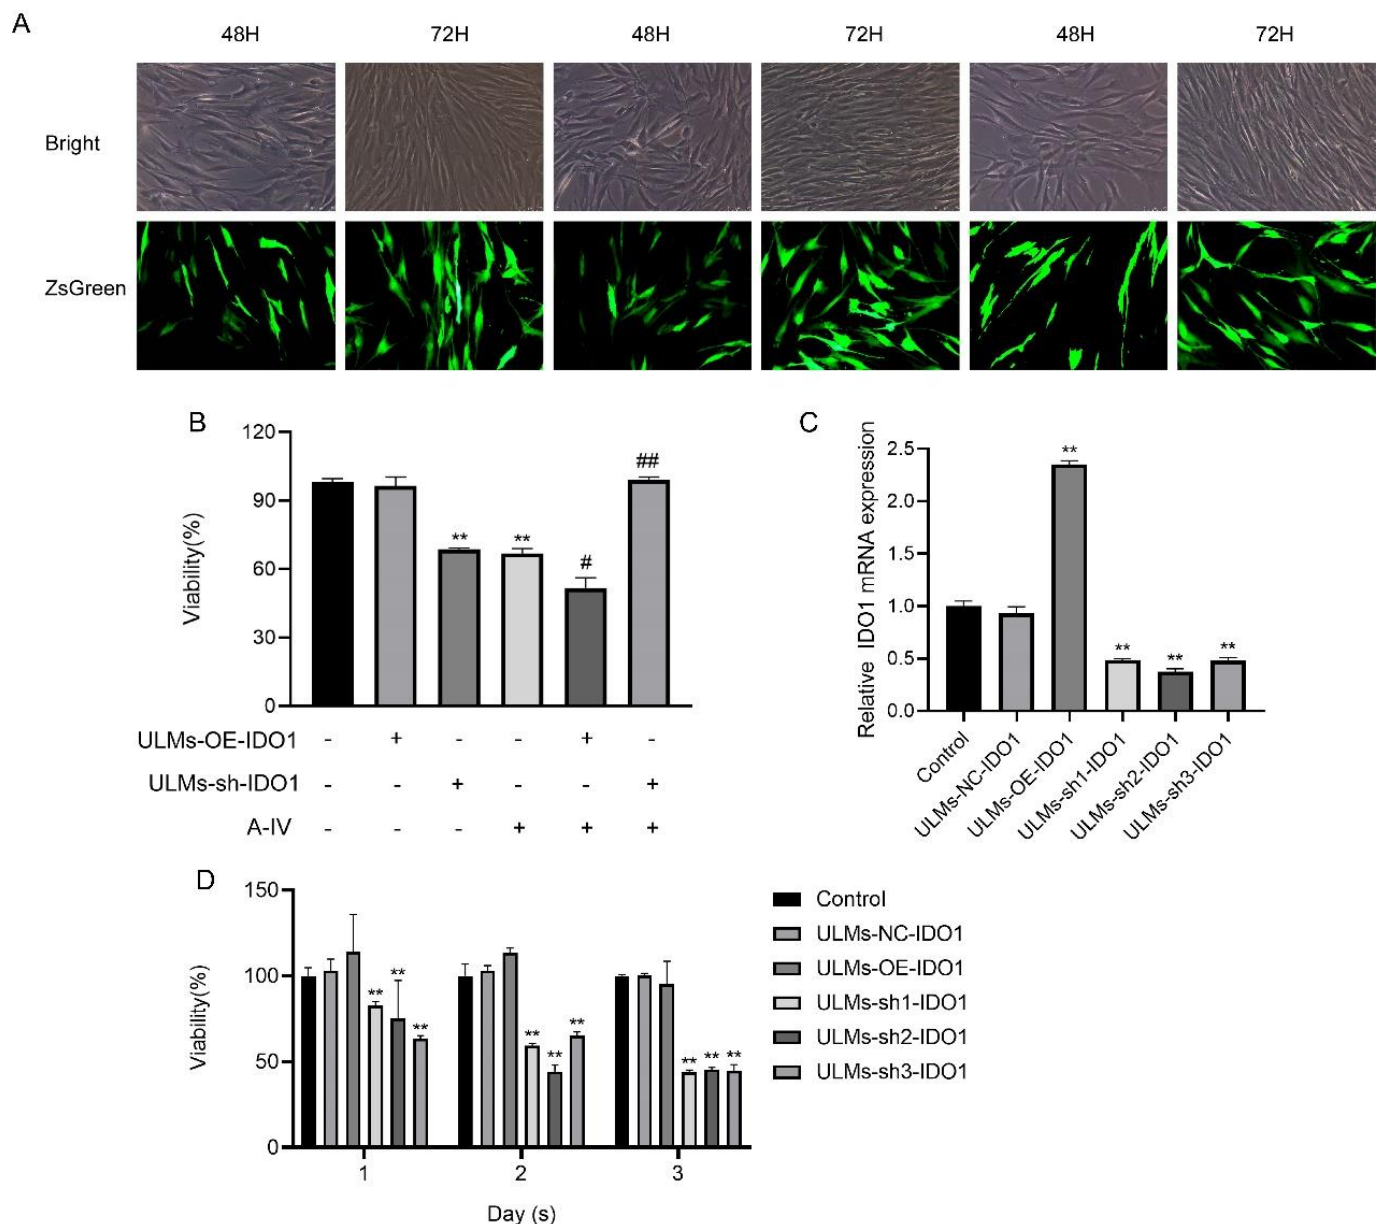 A
48H 72H 48H 72H 48H 72H
Bright
ZsGreen
B
120
90
60
30
0
Viability(%)
** ** # ##
ULMs-OE-IDO1 - + - - + -
ULMs-sh-IDO1 - - + - - +
A-IV - - - + + +
C
2.5
2.0
1.5
1.0
0.5
0.0
Relative IDO1 mRNA expression
** ** ** **
Control
ULMs-NC-IDO1
ULMs-OE-IDO1
ULMs-sh1-IDO1
ULMs-sh2-IDO1
ULMs-sh3-IDO1
D
150
100
50
0
Viability(%)
** ** ** ** ** ** ** ** **
1 2 3
Day (s)
Control
ULMs-NC-IDO1
ULMs-OE-IDO1
ULMs-sh1-IDO1
ULMs-sh2-IDO1
ULMs-sh3-IDO1